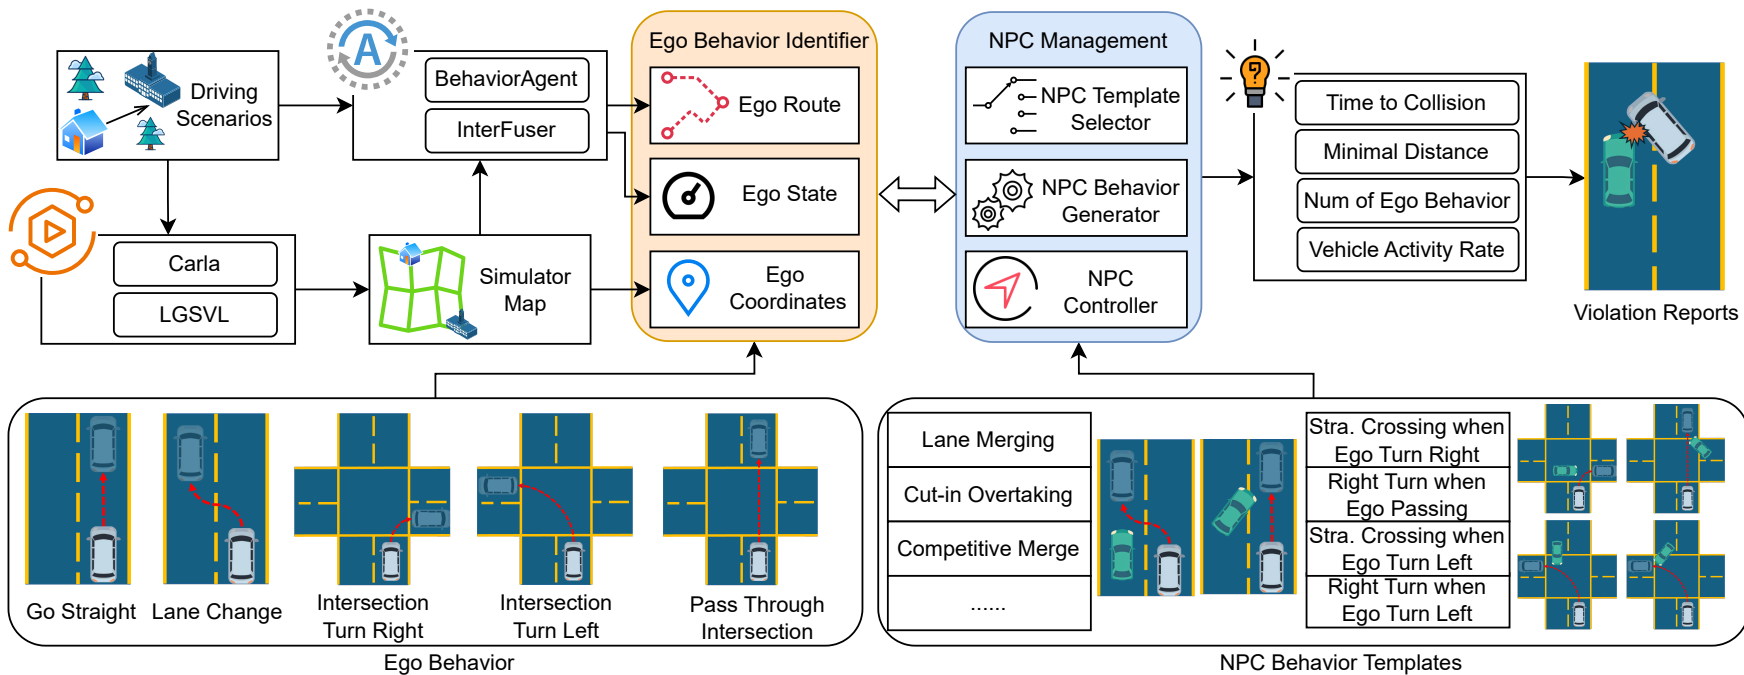 Driving
Scenarios
A
BehaviorAgent
InterFuser
Carla
LGSVL
Simulator
Map
Ego Behavior Identifier
Ego Route
Ego State
Ego
Coordinates
NPC Management
NPC Template
Selector
NPC Behavior
Generator
NPC
Controller
?
Time to Collision
Minimal Distance
Num of Ego Behavior
Vehicle Activity Rate
Violation Reports
Go Straight
Lane Change
Intersection
Turn Right
Intersection
Turn Left
Pass Through
Intersection
Ego Behavior
Lane Merging
Cut-in Overtaking
Competitive Merge
......
Stra. Crossing when
Ego Turn Right
Right Turn when
Ego Passing
Stra. Crossing when
Ego Turn Left
Right Turn when
Ego Turn Left
NPC Behavior Templates